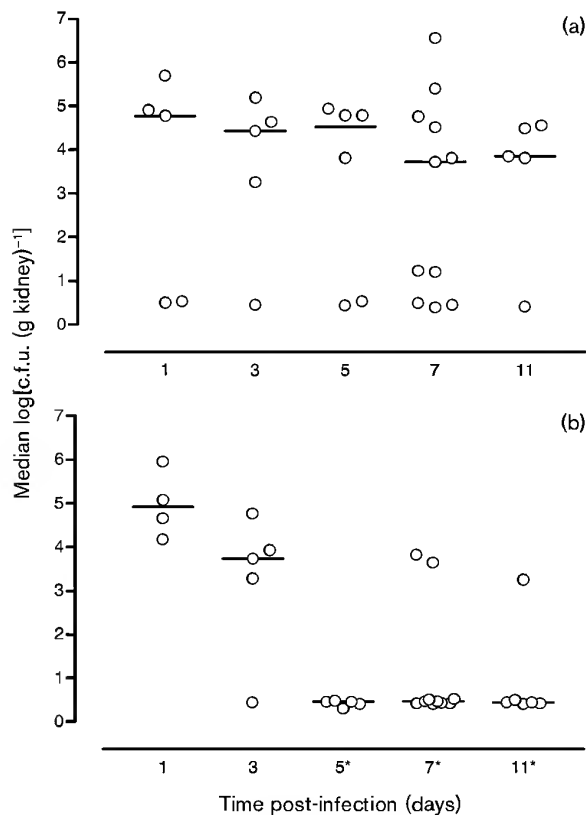 (a)
7
6
5
4
3
2
1
0
1 3 5 7 11
Median log[c.f.u. (g kidney)⁻¹]
(b)
7
6
5
4
3
2
1
0
1 3 5* 7* 11*
Time post-infection (days)